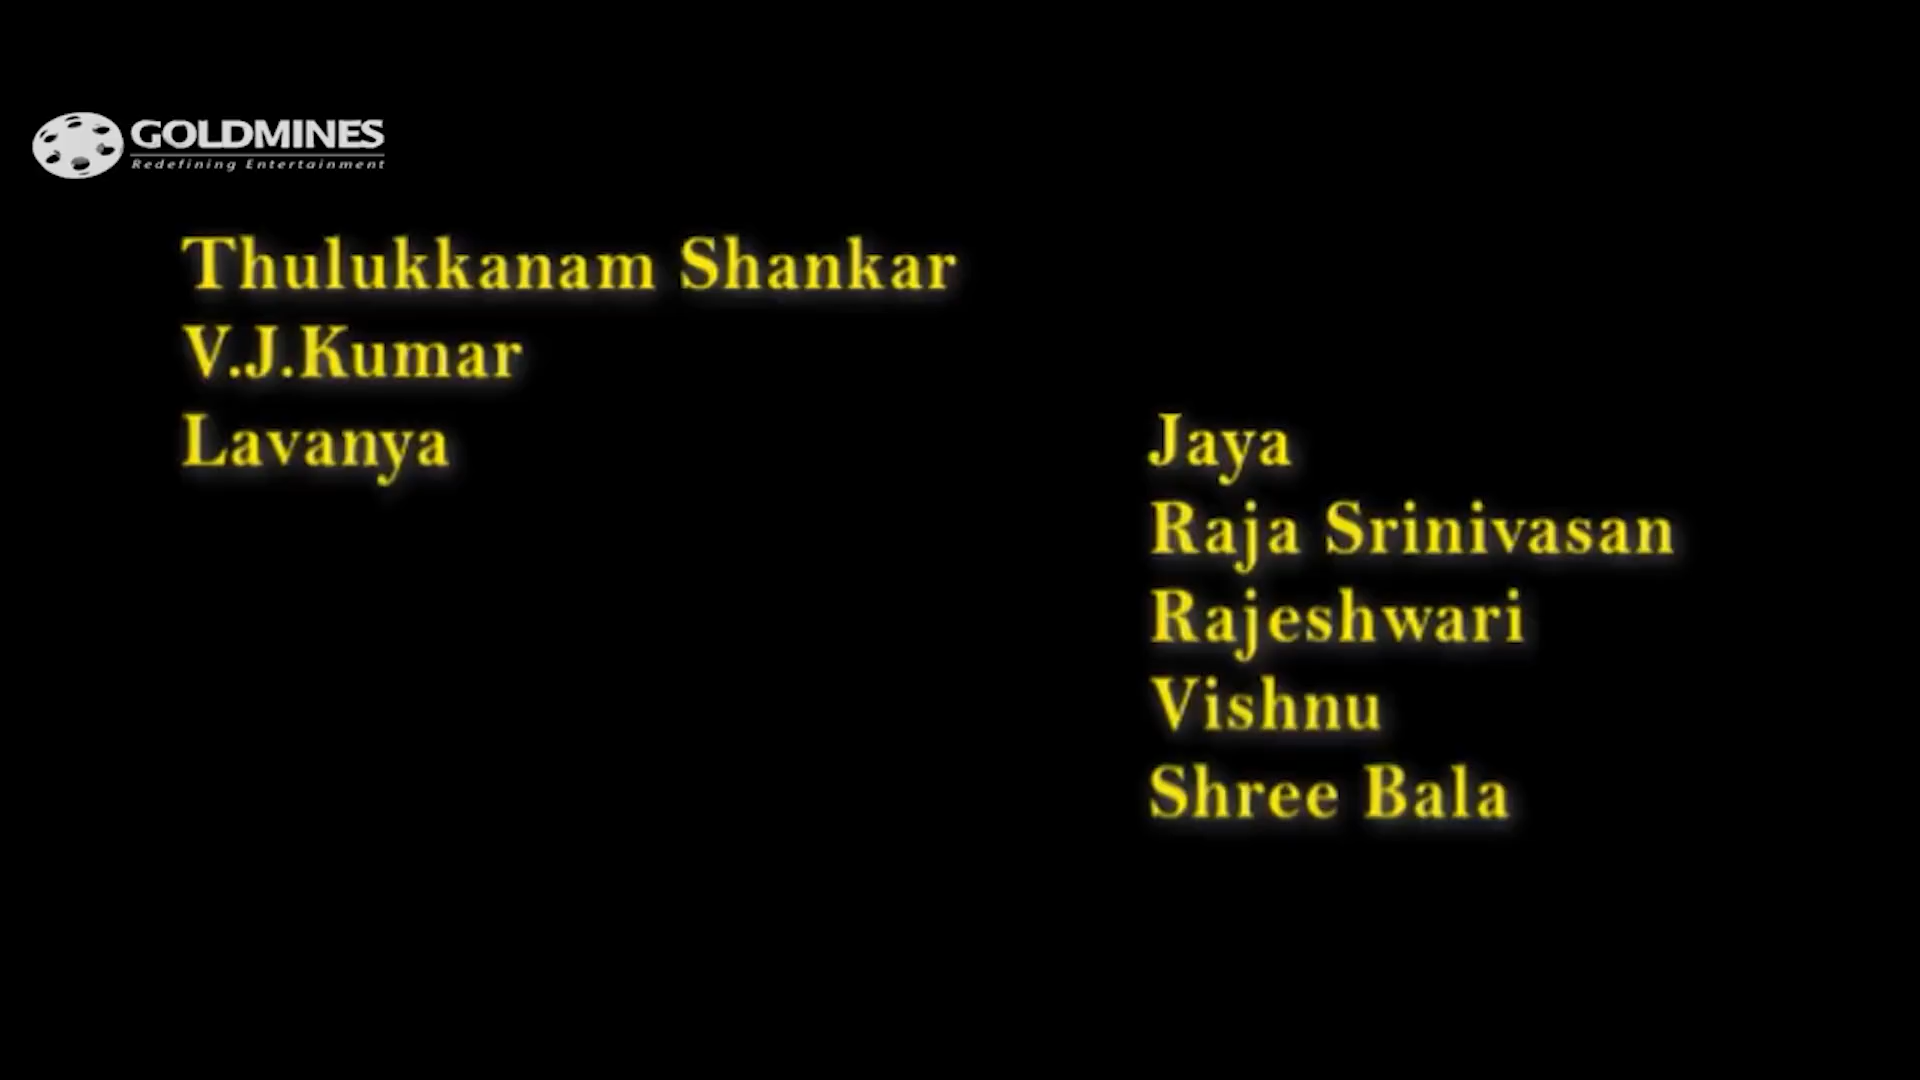 GOLDMINES
Redefining Entertainment
Thulukkanam Shankar
V.J.Kumar
Lavanya
Jaya
Raja Srinivasan
Rajeshwari
Vishnu
Shree Bala